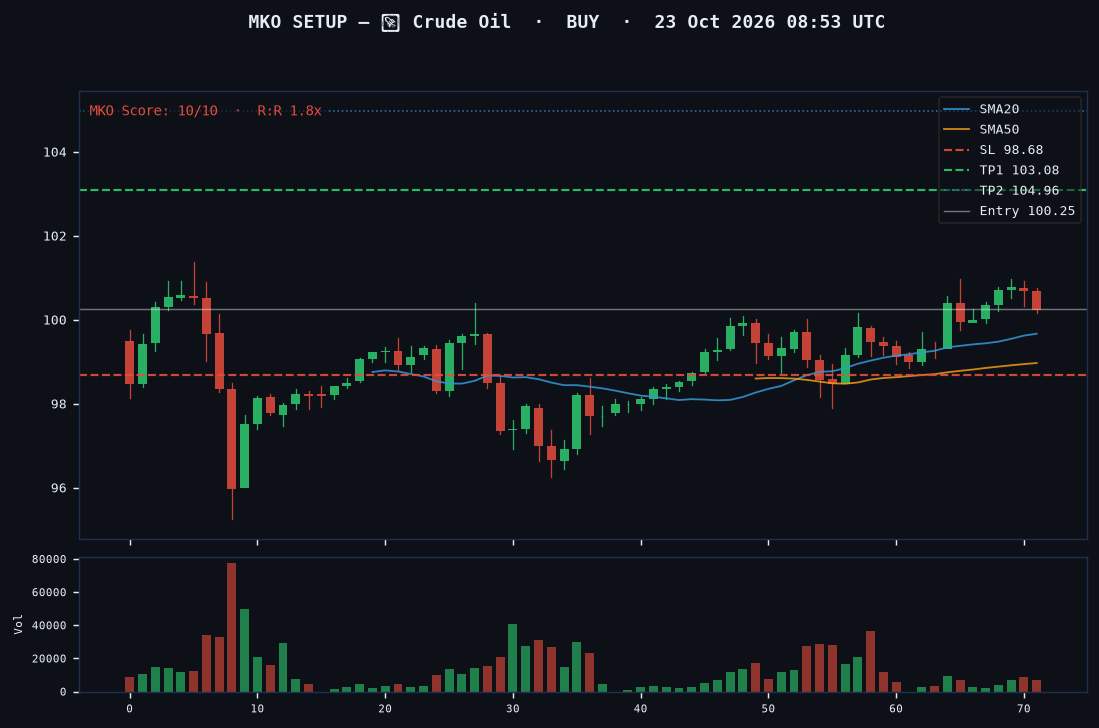 MKO SETUP — 🚀 Crude Oil · BUY · 23 Oct 2026 08:53 UTC
MKO Score: 10/10 · R:R 1.8x
SMA20
SMA50
SL 98.68
TP1 103.08
TP2 104.96
Entry 100.25
104
102
100
98
96
80000
60000
40000
20000
0
Vol
0 10 20 30 40 50 60 70